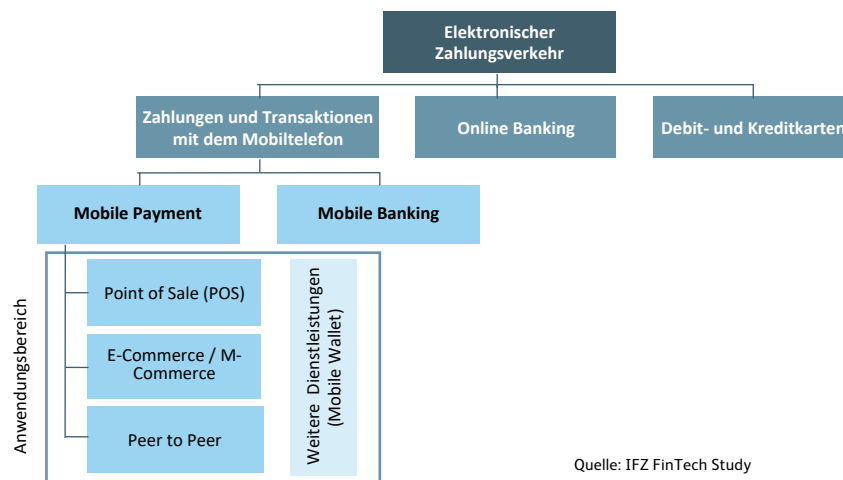 Elektronischer
Zahlungsverkehr
Zahlungen und Transaktionen
mit dem Mobiltelefon
Online Banking
Debit- und Kreditkarten
Mobile Payment
Mobile Banking
Anwendungsbereich
Point of Sale (POS)
E-Commerce / M-
Commerce
Peer to Peer
Weitere Dienstleistungen
(Mobile Wallet)
Quelle: IFZ FinTech Study